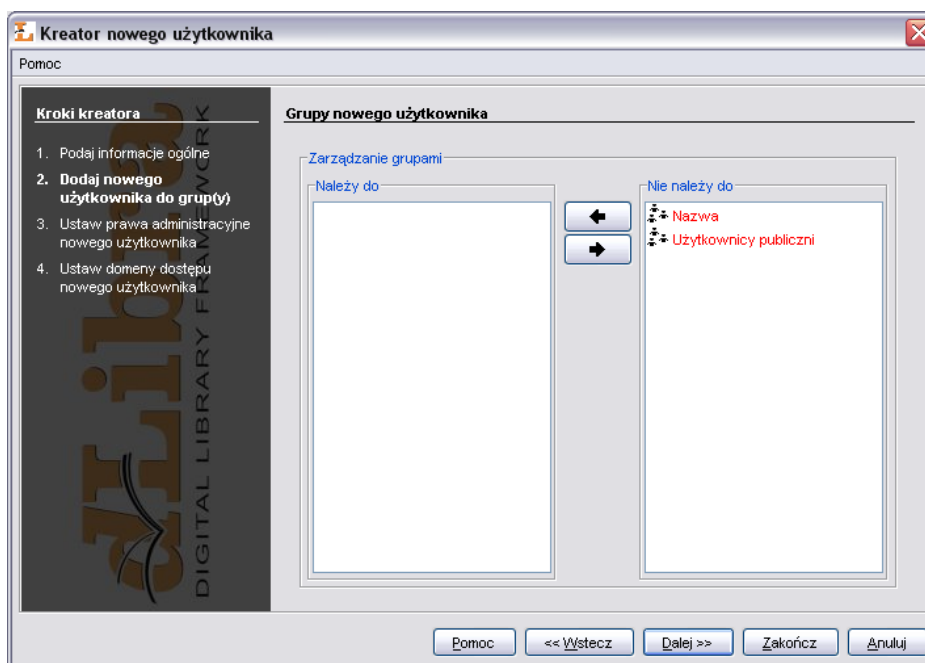 Kreator nowego użytkownika
Pomoc
Kroki kreatora
1. Podaj informacje ogólne
2. Dodaj nowego
użytkownika do grup(y)
3. Ustaw prawa administracyjne
nowego użytkownika
4. Ustaw domeny dostępu
nowego użytkownika
dLibra
DIGITAL LIBRARY FRAMEWORK
Grupy nowego użytkownika
Zarządzanie grupami
Należy do
Nie należy do
Nazwa
Użytkownicy publiczni
Pomoc
<< Wstecz
Dalej >>
Zakończ
Anuluj